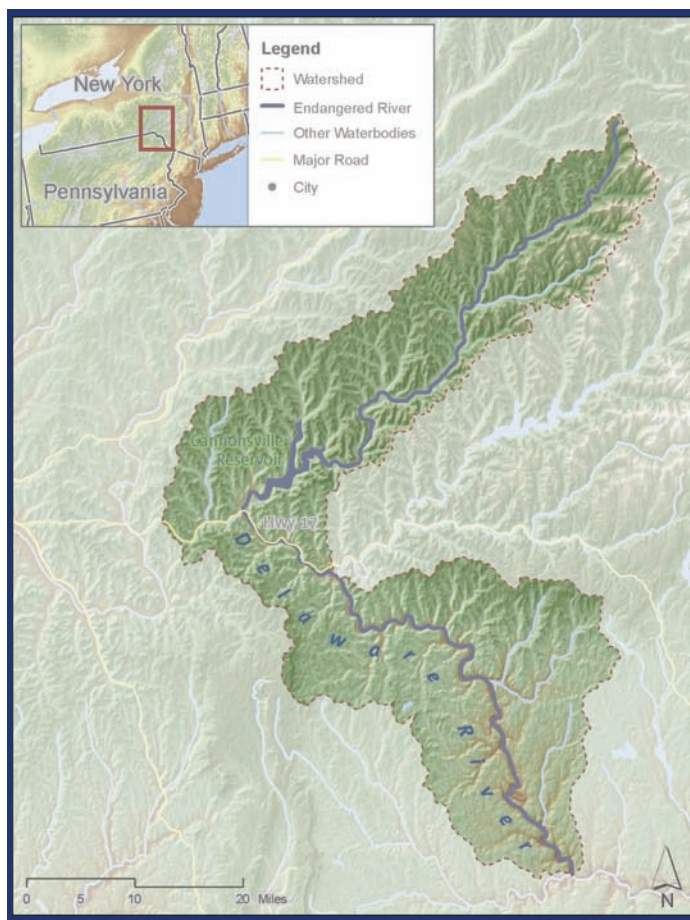 New York
Pennsylvania
Legend
Watershed
Endangered River
Other Waterbodies
Major Road
City
Cannonsville
Reservoir
Hwy 17
Delaware River
0 5 10 20 Miles
N